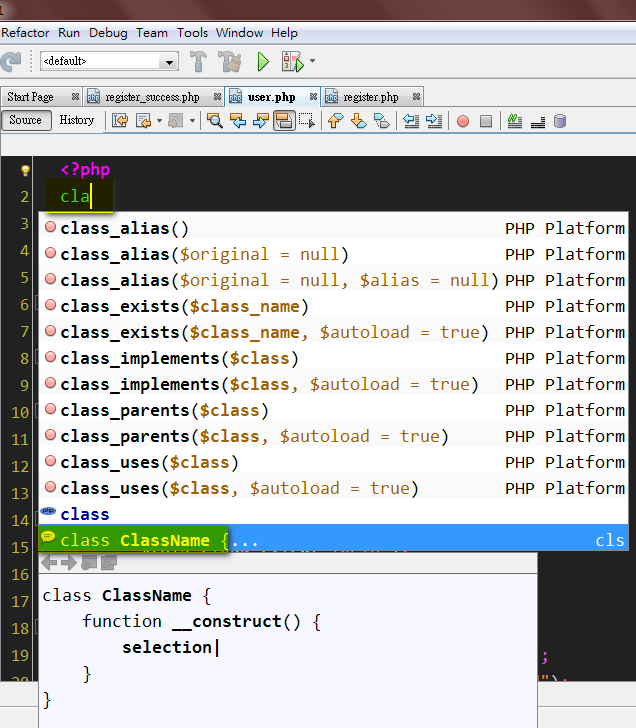 Refactor Run Debug Team Tools Window Help
<default>
Start Page register_success.php user.php register.php
Source History
<?php
2 cla
3
class_alias() PHP Platform
4 class_alias($original = null) PHP Platform
5 class_alias($original = null, $alias = null) PHP Platform
6 class_exists($class_name) PHP Platform
7 class_exists($class_name, $autoload = true) PHP Platform
8 class_implements($class) PHP Platform
9 class_implements($class, $autoload = true) PHP Platform
10 class_parents($class) PHP Platform
11 class_parents($class, $autoload = true) PHP Platform
12 class_uses($class) PHP Platform
13 class_uses($class, $autoload = true) PHP Platform
14 class
15 class ClassName {... cls
16
class ClassName {
17 function __construct() {
18 selection
19 } ;
} ");